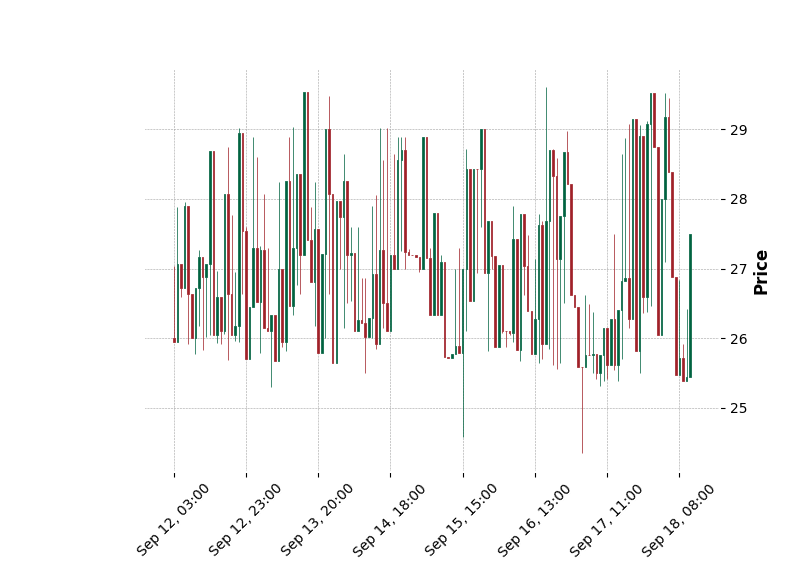 29
28
27
26
25
Price
Sep 12, 03:00
Sep 12, 23:00
Sep 13, 20:00
Sep 14, 18:00
Sep 15, 15:00
Sep 16, 13:00
Sep 17, 11:00
Sep 18, 08:00